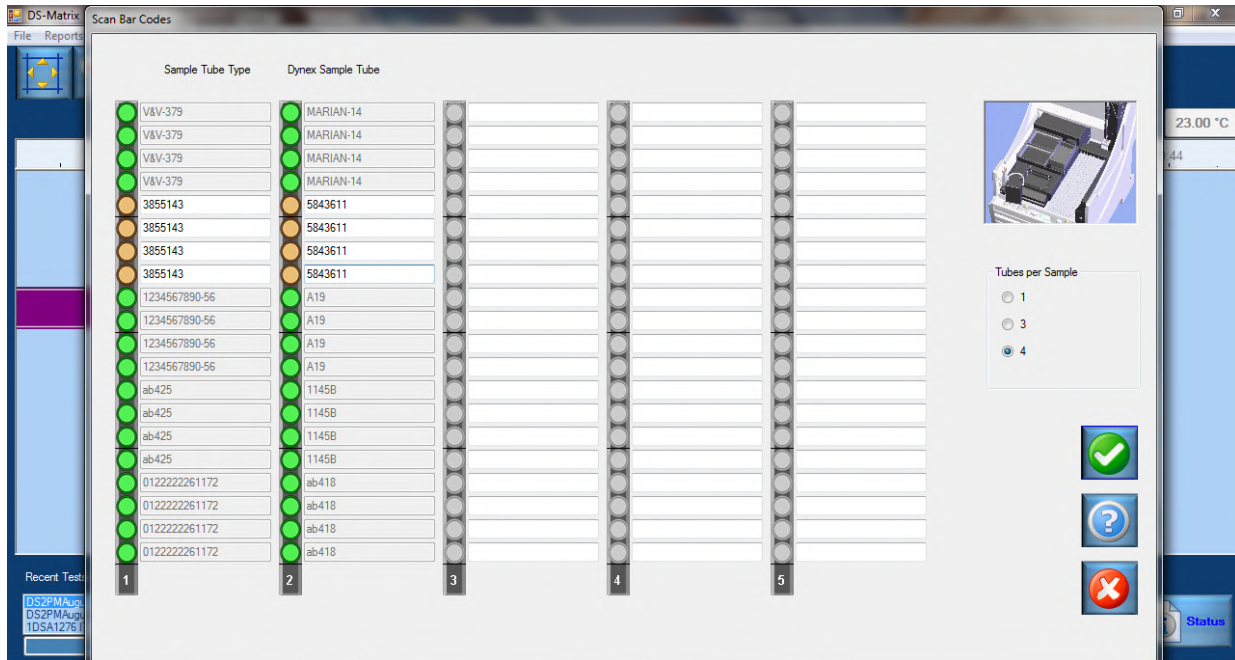 DS-Matrix
Scan Bar Codes
File Reports
Sample Tube Type Dynex Sample Tube
V&V-379 MARIAN-14
V&V-379 MARIAN-14
V&V-379 MARIAN-14
V&V-379 MARIAN-14
3855143 5843611
3855143 5843611
3855143 5843611
3855143 5843611
1234567890-56 A19
1234567890-56 A19
1234567890-56 A19
1234567890-56 A19
ab425 1145B
ab425 1145B
ab425 1145B
ab425 1145B
0122222261172 ab418
0122222261172 ab418
0122222261172 ab418
0122222261172 ab418
1 2 3 4 5
23.00 °C
:44
Tubes per Sample
1
3
4
Recent Tests
DS2PMAugu
DS2PMAugu
1DSA1276 I
Status